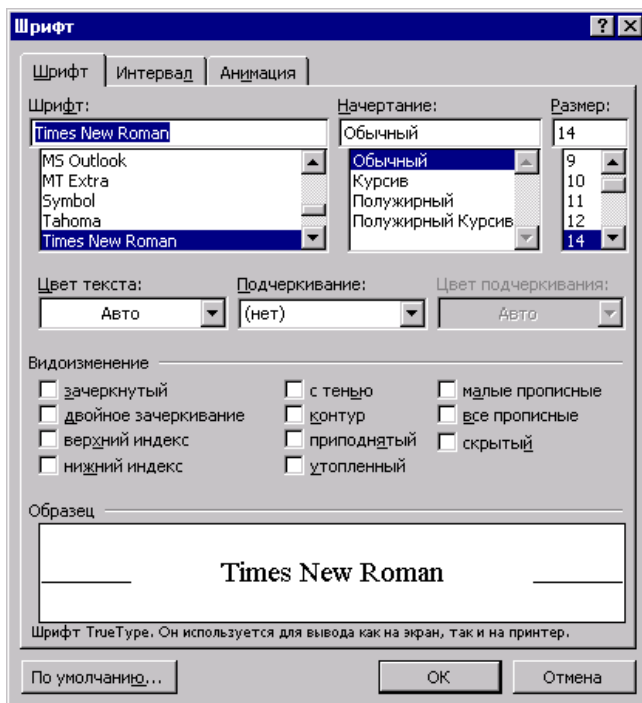 Шрифт
Шрифт Интервал Анимация
Шрифт: Начертание: Размер:
Times New Roman Обычный 14
MS Outlook Обычный 9
MT Extra Курсив 10
Symbol Полужирный 11
Tahoma Полужирный Курсив 12
Times New Roman 14
Цвет текста: Подчеркивание: Цвет подчеркивания:
Авто (нет) Авто
Видоизменение
зачеркнутый с тенью малые прописные
двойное зачеркивание контур все прописные
верхний индекс приподнятый скрытый
нижний индекс утопленный
Образец
Times New Roman
Шрифт TrueType. Он используется для вывода как на экран, так и на принтер.
По умолчанию... ОК Отмена